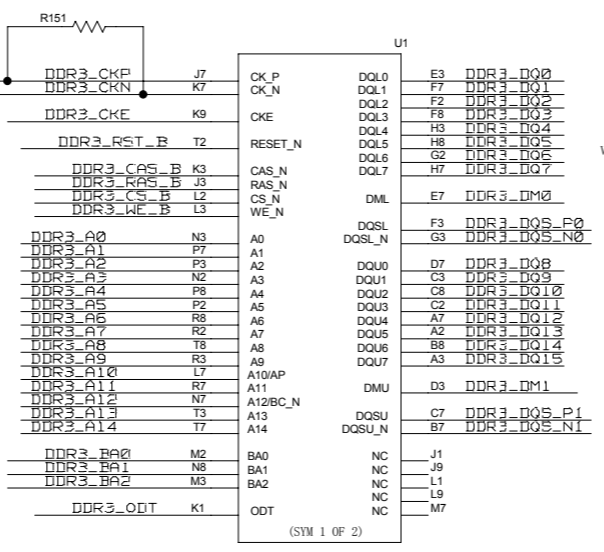 R151
U1
DDR3_CKP J7 CK_P DQL0 E3 DDR3_DQ0
DDR3_CKN K7 CK_N DQL1 F7 DDR3_DQ1
DQL2 F2 DDR3_DQ2
DDR3_CKE K9 CKE DQL3 F8 DDR3_DQ3
DQL4 H3 DDR3_DQ4
DDR3_RST_B T2 RESET_N DQL5 H8 DDR3_DQ5
DQL6 G2 DDR3_DQ6
DDR3_CAS_B K3 CAS_N DQL7 H7 DDR3_DQ7
DDR3_RAS_B J3 RAS_N
DDR3_CS_B L2 CS_N DML E7 DDR3_DM0
DDR3_WE_B L3 WE_N
DQSL F3 DDR3_DQS_P0
DDR3_A0 N3 A0 DQSL_N G3 DDR3_DQS_N0
DDR3_A1 P7 A1
DDR3_A2 P3 A2 DQU0 D7 DDR3_DQ8
DDR3_A3 N2 A3 DQU1 C3 DDR3_DQ9
DDR3_A4 P8 A4 DQU2 C8 DDR3_DQ10
DDR3_A5 P2 A5 DQU3 C2 DDR3_DQ11
DDR3_A6 R8 A6 DQU4 A7 DDR3_DQ12
DDR3_A7 R2 A7 DQU5 A2 DDR3_DQ13
DDR3_A8 T8 A8 DQU6 B8 DDR3_DQ14
DDR3_A9 R3 A9 DQU7 A3 DDR3_DQ15
DDR3_A10 L7 A10/AP
DDR3_A11 R7 A11 DMU D3 DDR3_DM1
DDR3_A12 N7 A12/BC_N
DDR3_A13 T3 A13 DQSU C7 DDR3_DQS_P1
DDR3_A14 T7 A14 DQSU_N B7 DDR3_DQS_N1
DDR3_BA0 M2 BA0 NC J1
DDR3_BA1 N8 BA1 NC J9
DDR3_BA2 M3 BA2 NC L1
NC L9
DDR3_ODT K1 ODT NC M7
(SYM 1 OF 2)